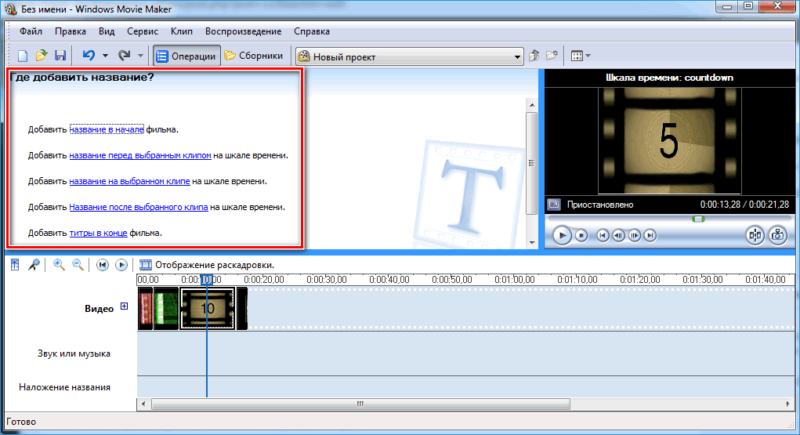 Без имени - Windows Movie Maker
Файл Правка Вид Сервис Клип Воспроизведение Справка
Операции Сборники Новый проект
Где добавить название?
Добавить название в начале фильма.
Добавить название перед выбранным клипом на шкале времени.
Добавить название на выбранном клипе на шкале времени.
Добавить Название после выбранного клипа на шкале времени.
Добавить титры в конце фильма.
T
Шкала времени: countdown
5
Приостановлено 0:00:13,28 / 0:00:21,28
Отображение раскадровки.
00,00 0:00:20,00 0:00:30,00 0:00:40,00 0:00:50,00 0:01:00,00 0:01:10,00 0:01:20,00 0:01:30,00 0:01:40,00
Видео
10
Звук или музыка
Наложение названия
Готово